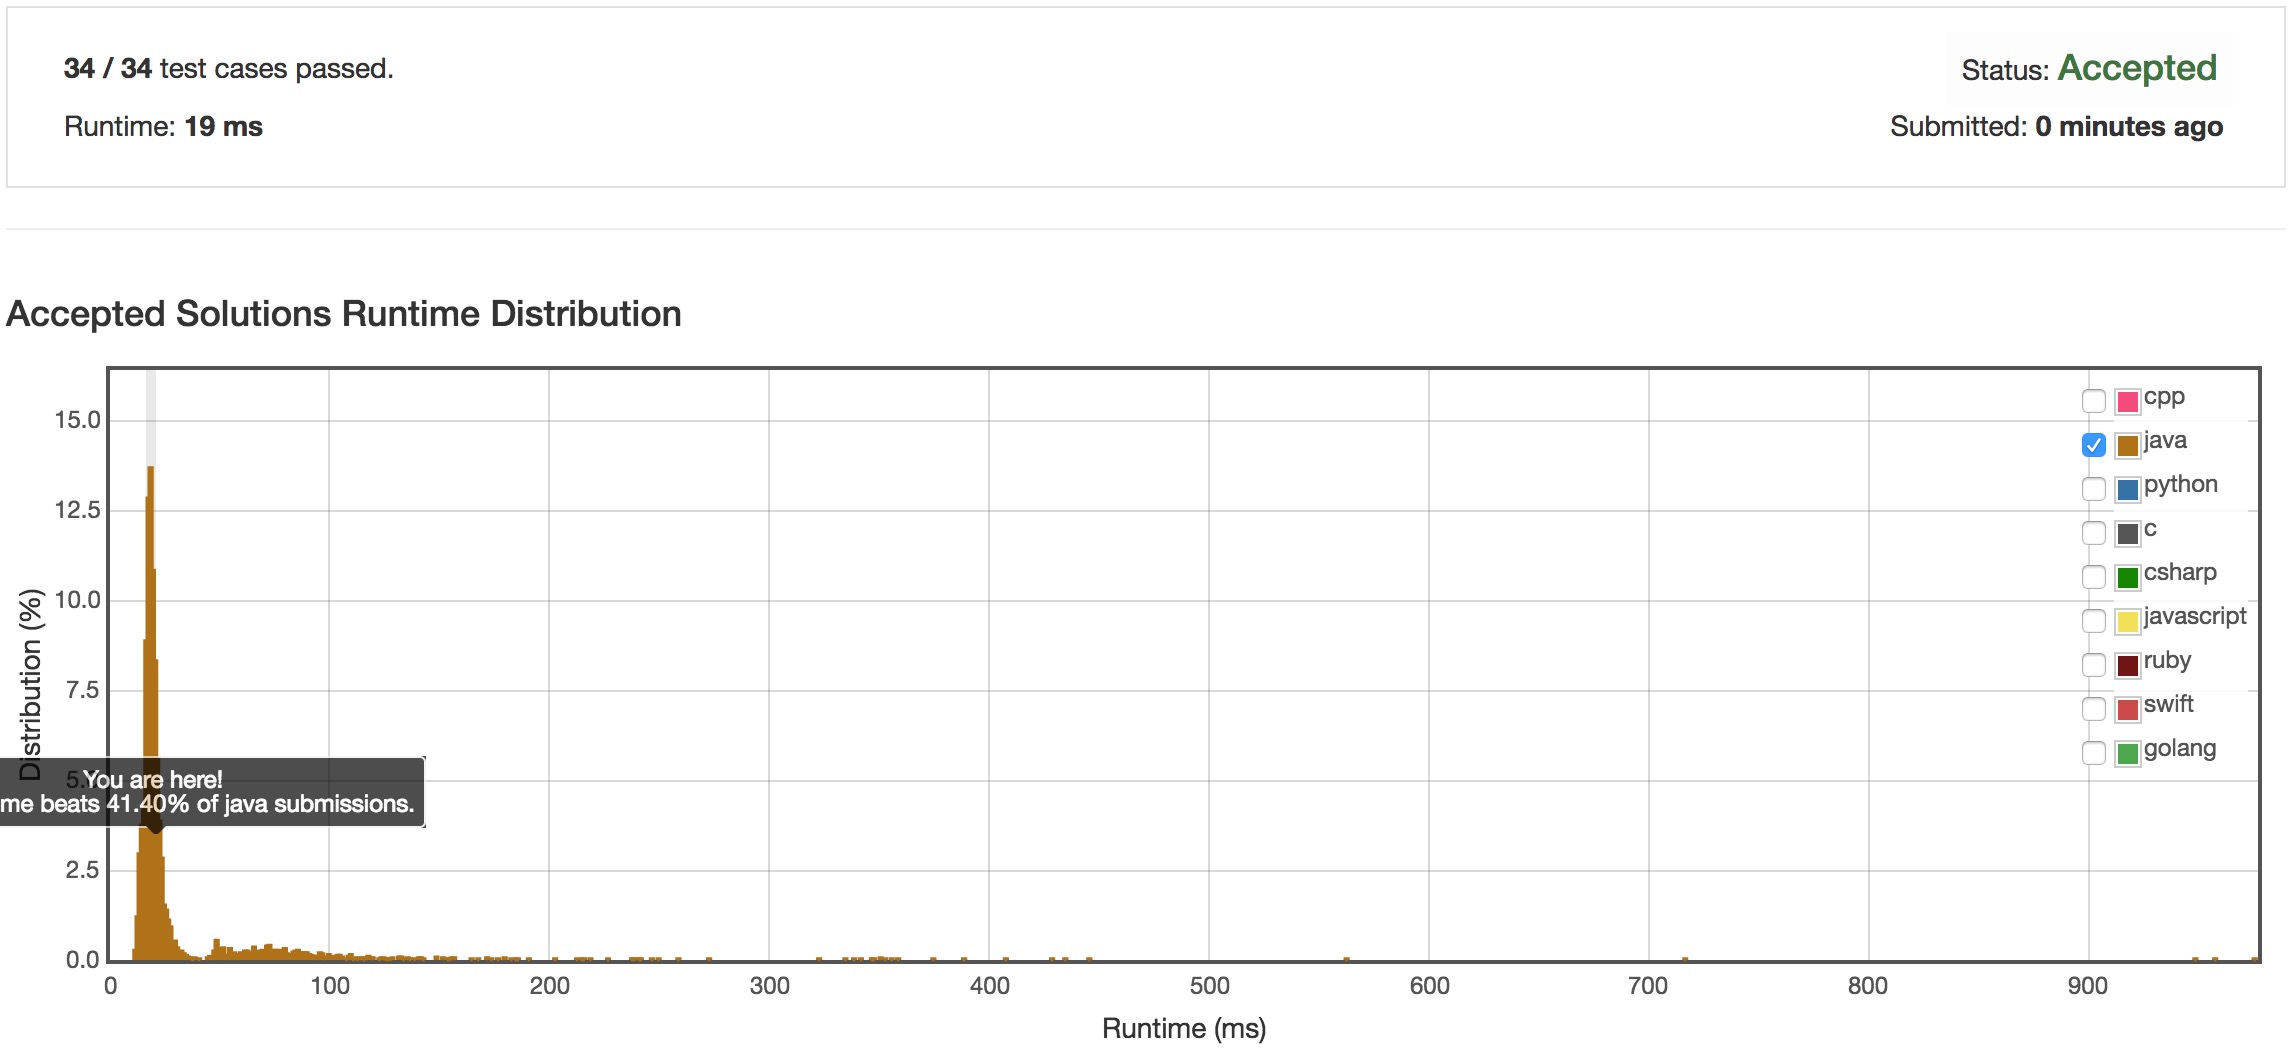 34 / 34 test cases passed.
Status: Accepted
Runtime: 19 ms
Submitted: 0 minutes ago
Accepted Solutions Runtime Distribution
15.0
12.5
10.0
7.5
5.0
2.5
0.0
Distribution (%)
You are here!
me beats 41.40% of java submissions.
cpp
java
python
c
csharp
javascript
ruby
swift
golang
0 100 200 300 400 500 600 700 800 900
Runtime (ms)